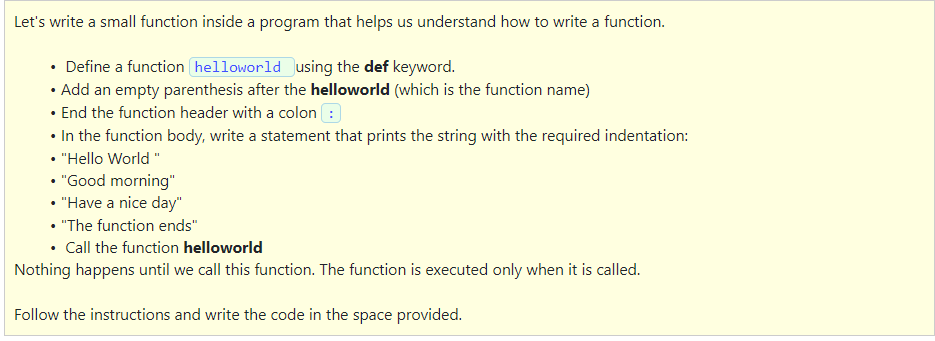 Let's write a small function inside a program that helps us understand how to write a function.
• Define a function helloworld using the def keyword.
• Add an empty parenthesis after the helloworld (which is the function name)
• End the function header with a colon :
• In the function body, write a statement that prints the string with the required indentation:
• "Hello World "
• "Good morning"
• "Have a nice day"
• "The function ends"
• Call the function helloworld
Nothing happens until we call this function. The function is executed only when it is called.
Follow the instructions and write the code in the space provided.